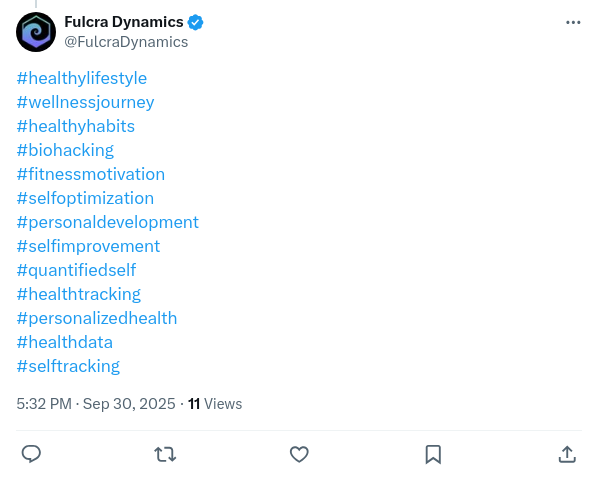 Fulcra Dynamics
@FulcraDynamics
#healthylifestyle
#wellnessjourney
#healthyhabits
#biohacking
#fitnessmotivation
#selfoptimization
#personaldevelopment
#selfimprovement
#quantifiedself
#healthtracking
#personalizedhealth
#healthdata
#selftracking
5:32 PM · Sep 30, 2025 · 11 Views